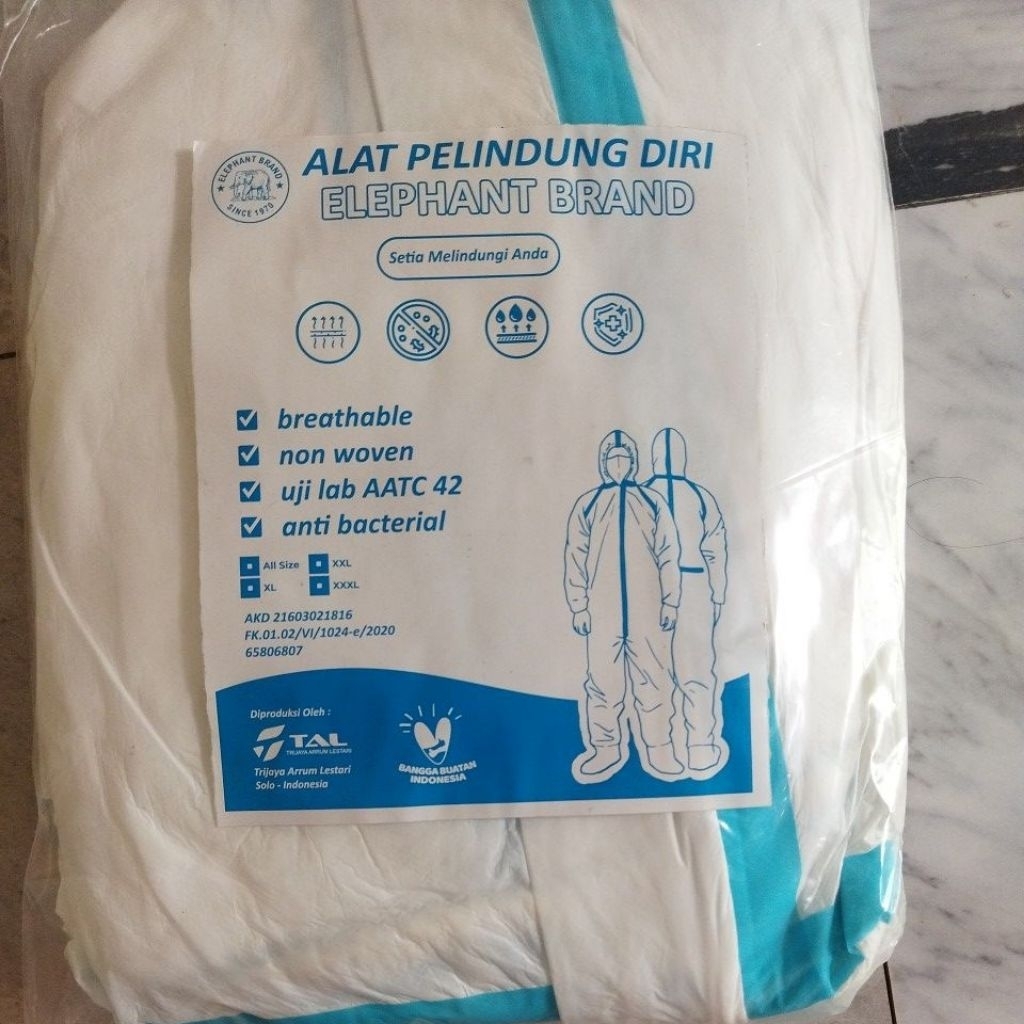 ELEPHANT BRAND
SINCE 1970
ALAT PELINDUNG DIRI
ELEPHANT BRAND
Setia Melindungi Anda
breathable
non woven
uji lab AATC 42
anti bacterial
All Size
XXL
XL
XXXL
AKD 21603021816
FK.01.02/VI/1024-e/2020
65806807
Diproduksi Oleh :
TAL
TRIJAYA ARRUM LESTARI
Trijaya Arrum Lestari
Solo - Indonesia
BANGGA BUATAN
INDONESIA